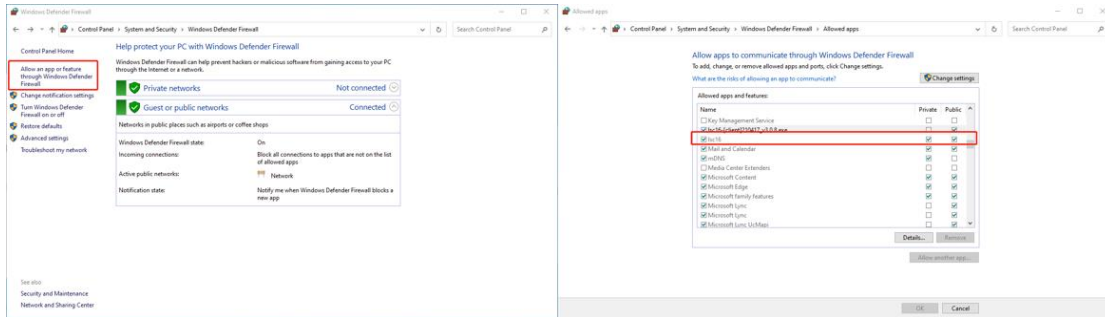 Windows Defender Firewall
Control Panel > System and Security > Windows Defender Firewall
Search Control Panel
Control Panel Home
Allow an app or feature
through Windows Defender
Firewall
Change notification settings
Turn Windows Defender
Firewall on or off
Restore defaults
Advanced settings
Troubleshoot my network
See also
Security and Maintenance
Network and Sharing Center
Help protect your PC with Windows Defender Firewall
Windows Defender Firewall can help prevent hackers or malicious software from gaining access to your PC
through the Internet or a network.
Private networks Not connected
Guest or public networks Connected
Networks in public places such as airports or coffee shops
Windows Defender Firewall state: On
Incoming connections: Block all connections to apps that are not on the list
of allowed apps
Active public networks: Network
Notification state: Notify me when Windows Defender Firewall blocks a
new app
Allowed apps
Control Panel > System and Security > Windows Defender Firewall > Allowed apps
Search Control Panel
Allow apps to communicate through Windows Defender Firewall
To add, change, or remove allowed apps and ports, click Change settings.
What are the risks of allowing an app to communicate?
Change settings
Allowed apps and features:
Name Private Public
Key Management Service
Mail and Calendar
mDNS
Media Center Extenders
Microsoft Content
Microsoft Edge
Microsoft family features
Microsoft Lync
Microsoft Lync
Microsoft Lync UcMapi
Details... Remove
Allow another app...
OK Cancel